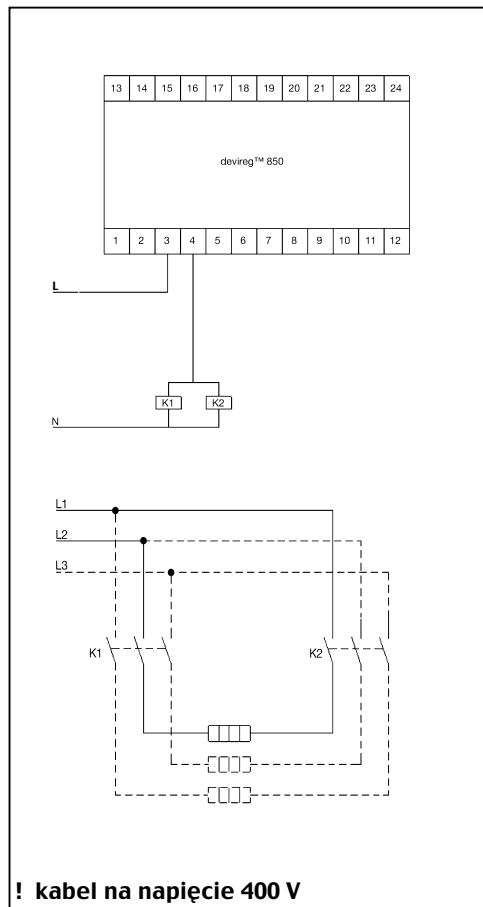 13 14 15 16 17 18 19 20 21 22 23 24
devireg™ 850
1 2 3 4 5 6 7 8 9 10 11 12
L
K1 K2
N
L1
L2
L3
K1 K2
! kabel na napięcie 400 V